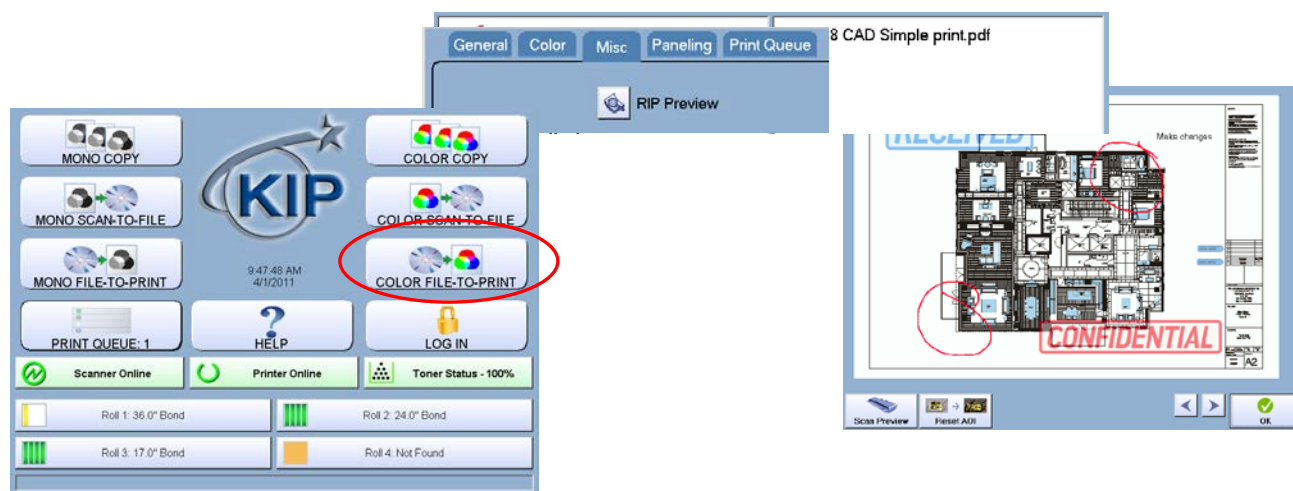 General Color Misc Paneling Print Queue
8 CAD Simple print.pdf
RIP Preview
MONO COPY
COLOR COPY
KIP
MONO SCAN-TO-FILE
COLOR SCAN-TO-FILE
MONO FILE-TO-PRINT
9:47:48 AM
4/1/2011
COLOR FILE-TO-PRINT
PRINT QUEUE: 1
HELP
LOG IN
Scanner Online
Printer Online
Toner Status - 100%
Roll 1: 36.0" Bond
Roll 2: 24.0" Bond
Roll 3: 17.0" Bond
Roll 4: Not Found
RECEIVED
Make changes
CONFIDENTIAL
A2
Scan Preview
Reset AOI
OK